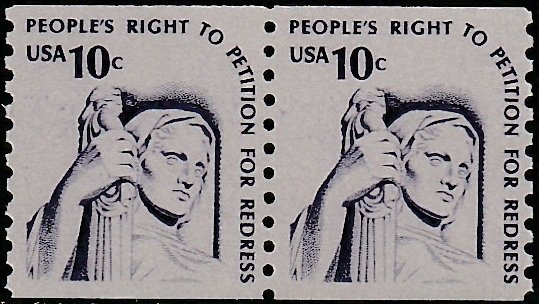 PEOPLE'S RIGHT TO PETITION FOR REDRESS
USA 10c
PEOPLE'S RIGHT TO PETITION FOR REDRESS
USA 10c